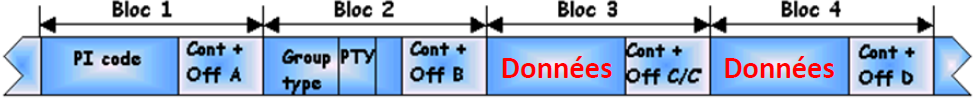 Bloc 1 Bloc 2 Bloc 3 Bloc 4
PI code Cont + Off A Group type PTY Cont + Off B Données Cont + Off C/C Données Cont + Off D